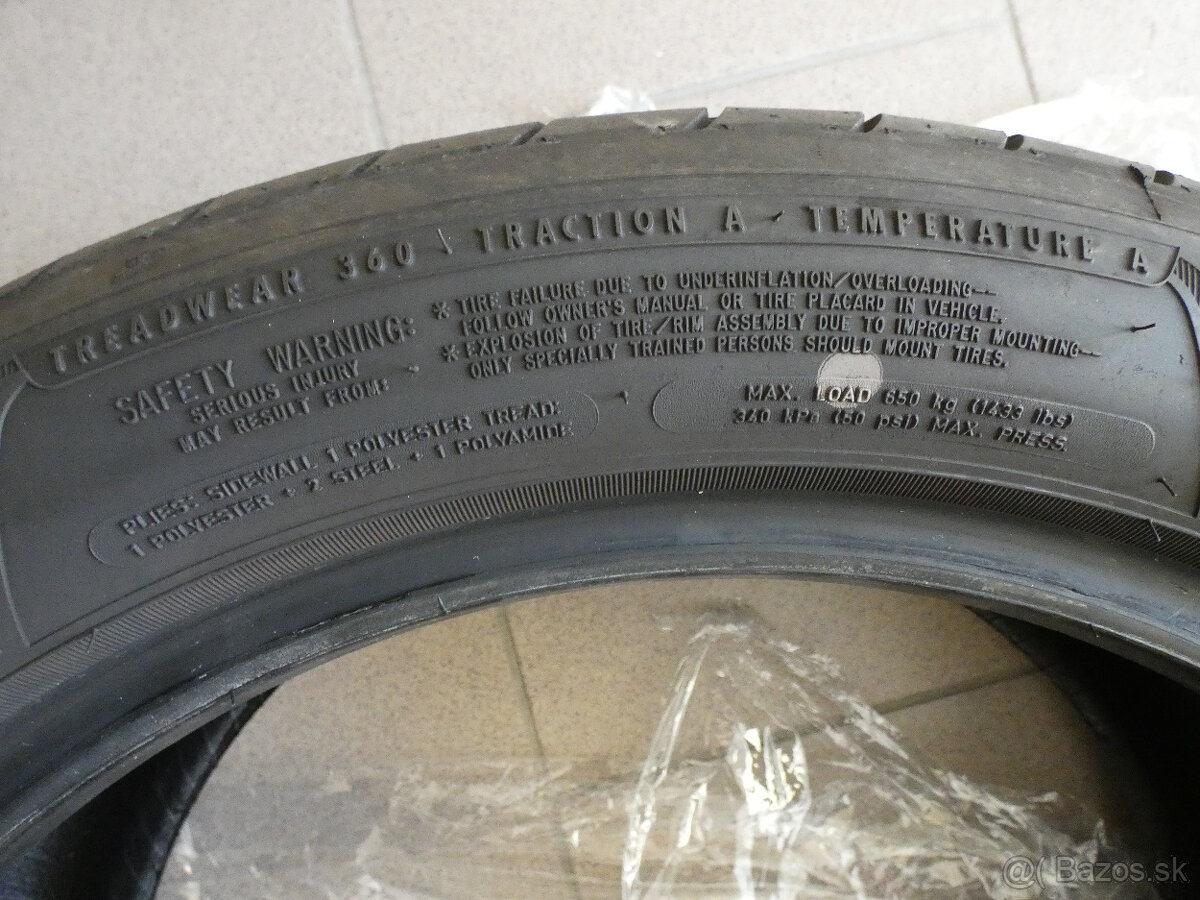 TREADWEAR 360 TRACTION A TEMPERATURE A
SAFETY WARNING:
SERIOUS INJURY
MAY RESULT FROM:
* TIRE FAILURE DUE TO UNDERINFLATION/OVERLOADING--
FOLLOW OWNER'S MANUAL OR TIRE PLACARD IN VEHICLE.
* EXPLOSION OF TIRE/RIM ASSEMBLY DUE TO IMPROPER MOUNTING--
ONLY SPECIALLY TRAINED PERSONS SHOULD MOUNT TIRES.
PLIES: SIDEWALL 1 POLYESTER TREAD:
1 POLYESTER + 2 STEEL + 1 POLYAMIDE
MAX. LOAD 650 kg (1433 lbs)
340 kPa (50 psi) MAX. PRESS.
@( Bazos.sk